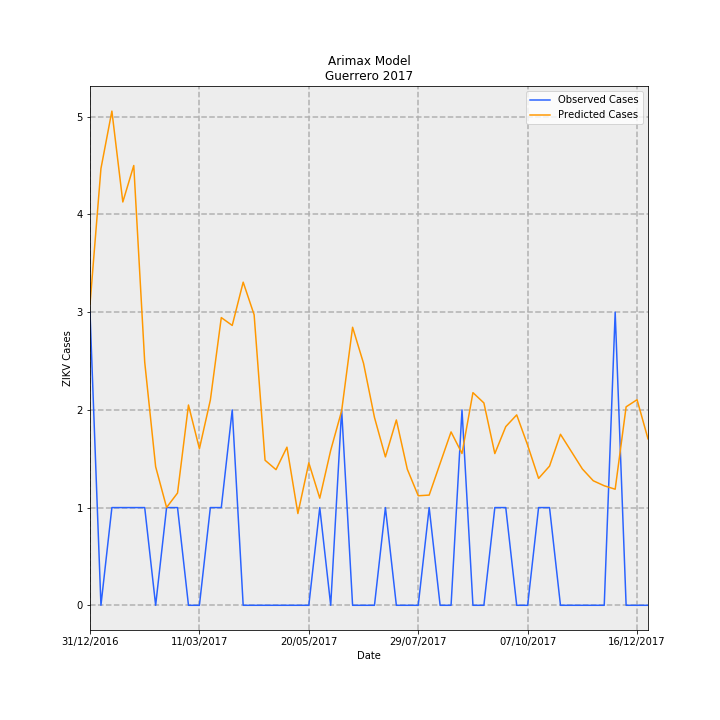 Arimax Model
Guerrero 2017
Observed Cases
Predicted Cases
5
4
3
2
1
0
ZIKV Cases
31/12/2016 11/03/2017 20/05/2017 29/07/2017 07/10/2017 16/12/2017
Date